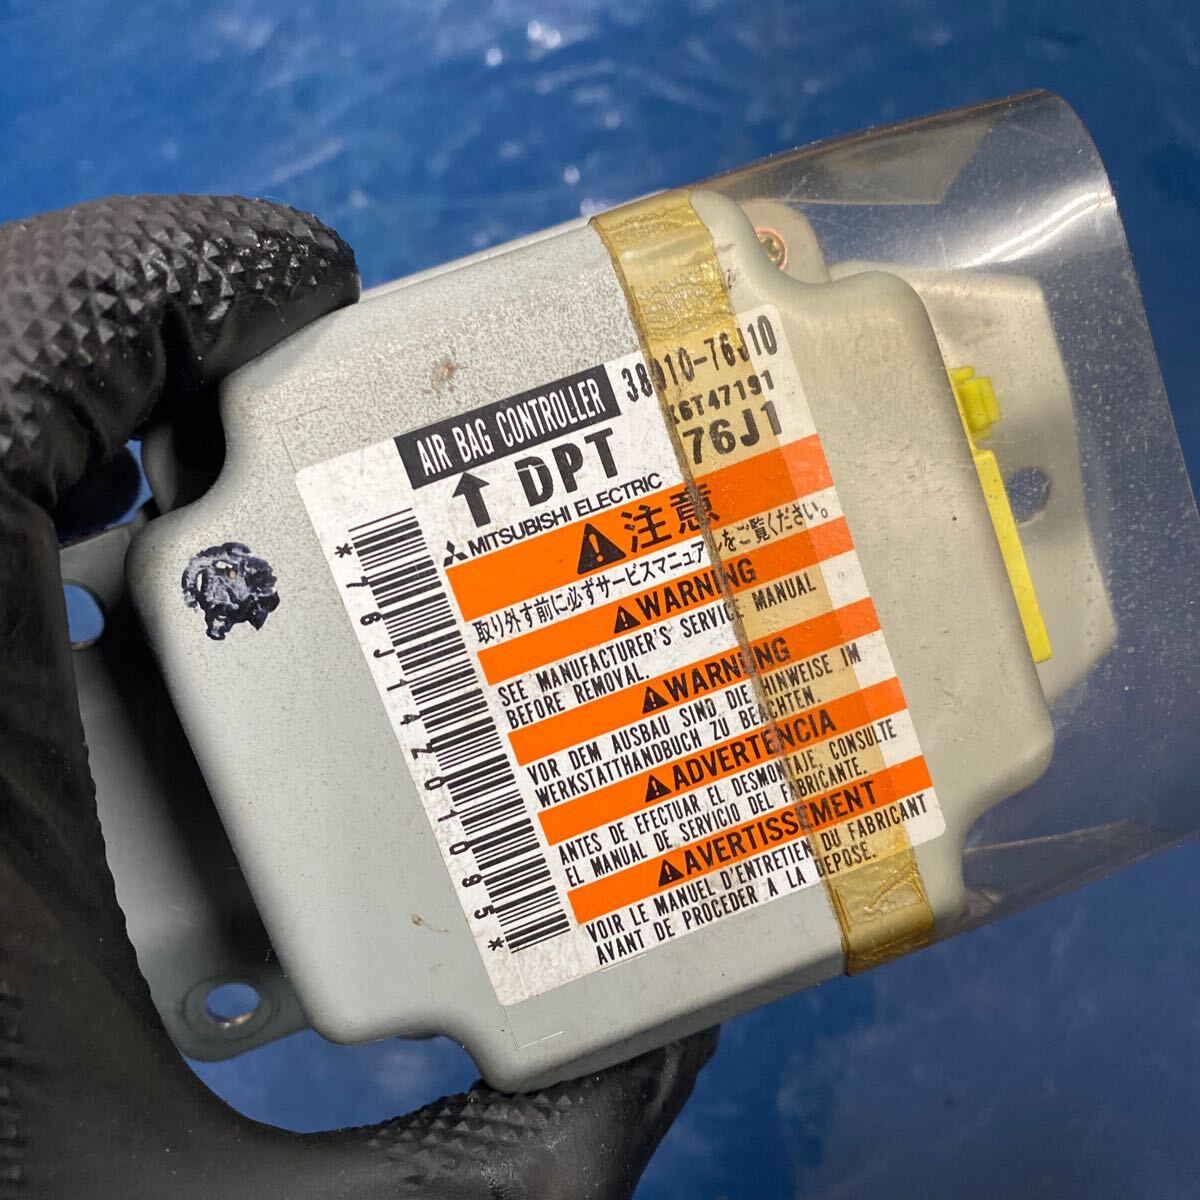 AIR BAG CONTROLLER
38910-76J10
↑ DPT
K6T47191
76J1
MITSUBISHI ELECTRIC
⚠注意
取り外す前に必ずサービスマニュアルをご覧ください。
⚠WARNING
SEE MANUFACTURER'S SERVICE MANUAL
BEFORE REMOVAL.
⚠WARNING
VOR DEM AUSBAU SIND DIE HINWEISE IM
WERKSTATTHANDBUCH ZU BEACHTEN
⚠ADVERTENCIA
ANTES DE EFECTUAR EL DESMONTAJE, CONSULTE
EL MANUAL DE SERVICIO DEL FABRICANTE.
⚠AVERTISSEMENT
VOIR LE MANUEL D'ENTRETIEN DU FABRICANT
AVANT DE PROCEDER A LA DEPOSE.
*76J14201095*